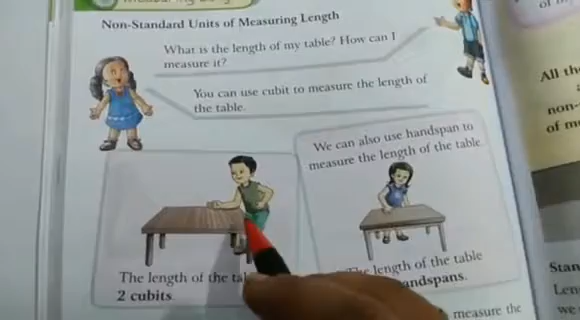 Non-Standard Units of Measuring Length
What is the length of my table? How can I
measure it?
You can use cubit to measure the length of
the table.
We can also use handspan to
measure the length of the table.
The length of the
2 cubits
length of the table
handspans.
measure the
All the
non-
of
Stan
Len
we